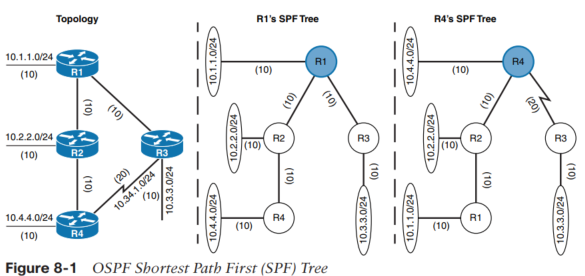 Topology
10.1.1.0/24
(10)
R1
(10)
(10)
10.2.2.0/24
(10)
R2
R3
(10)
(20)
10.34.1.0/24
(10)
10.3.3.0/24
10.4.4.0/24
(10)
R4
R1's SPF Tree
10.1.1.0/24
(10)
R1
(10)
(10)
10.2.2.0/24
(10)
R2
R3
(10)
(10)
10.4.4.0/24
(10)
R4
10.3.3.0/24
R4's SPF Tree
10.4.4.0/24
(10)
R4
(10)
(20)
10.2.2.0/24
(10)
R2
R3
(10)
(10)
10.1.1.0/24
(10)
R1
10.3.3.0/24
Figure 8-1 OSPF Shortest Path First (SPF) Tree